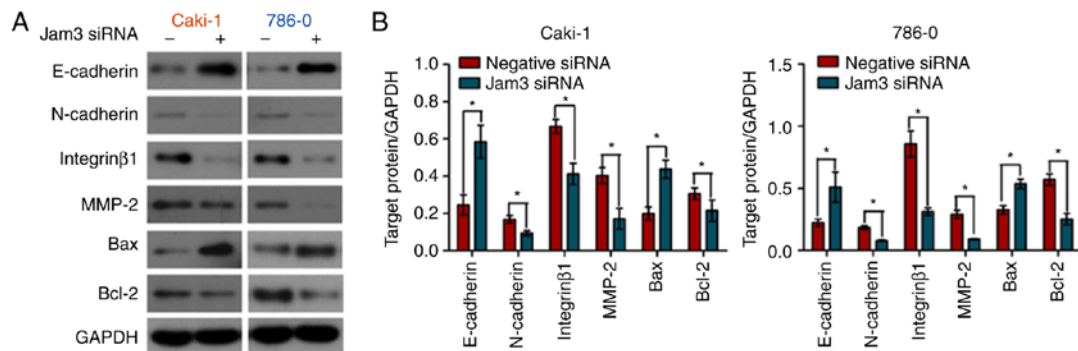 A
Caki-1 786-0
Jam3 siRNA − + − +
E-cadherin
N-cadherin
Integrinβ1
MMP-2
Bax
Bcl-2
GAPDH
B
Caki-1
Target protein/GAPDH
1.0
0.8
0.6
0.4
0.2
0.0
Negative siRNA
Jam3 siRNA
* * * * * *
E-cadherin
N-cadherin
Integrinβ1
MMP-2
Bax
Bcl-2
786-0
Target protein/GAPDH
1.5
1.0
0.5
0.0
Negative siRNA
Jam3 siRNA
* * * * * *
E-cadherin
N-cadherin
Integrinβ1
MMP-2
Bax
Bcl-2